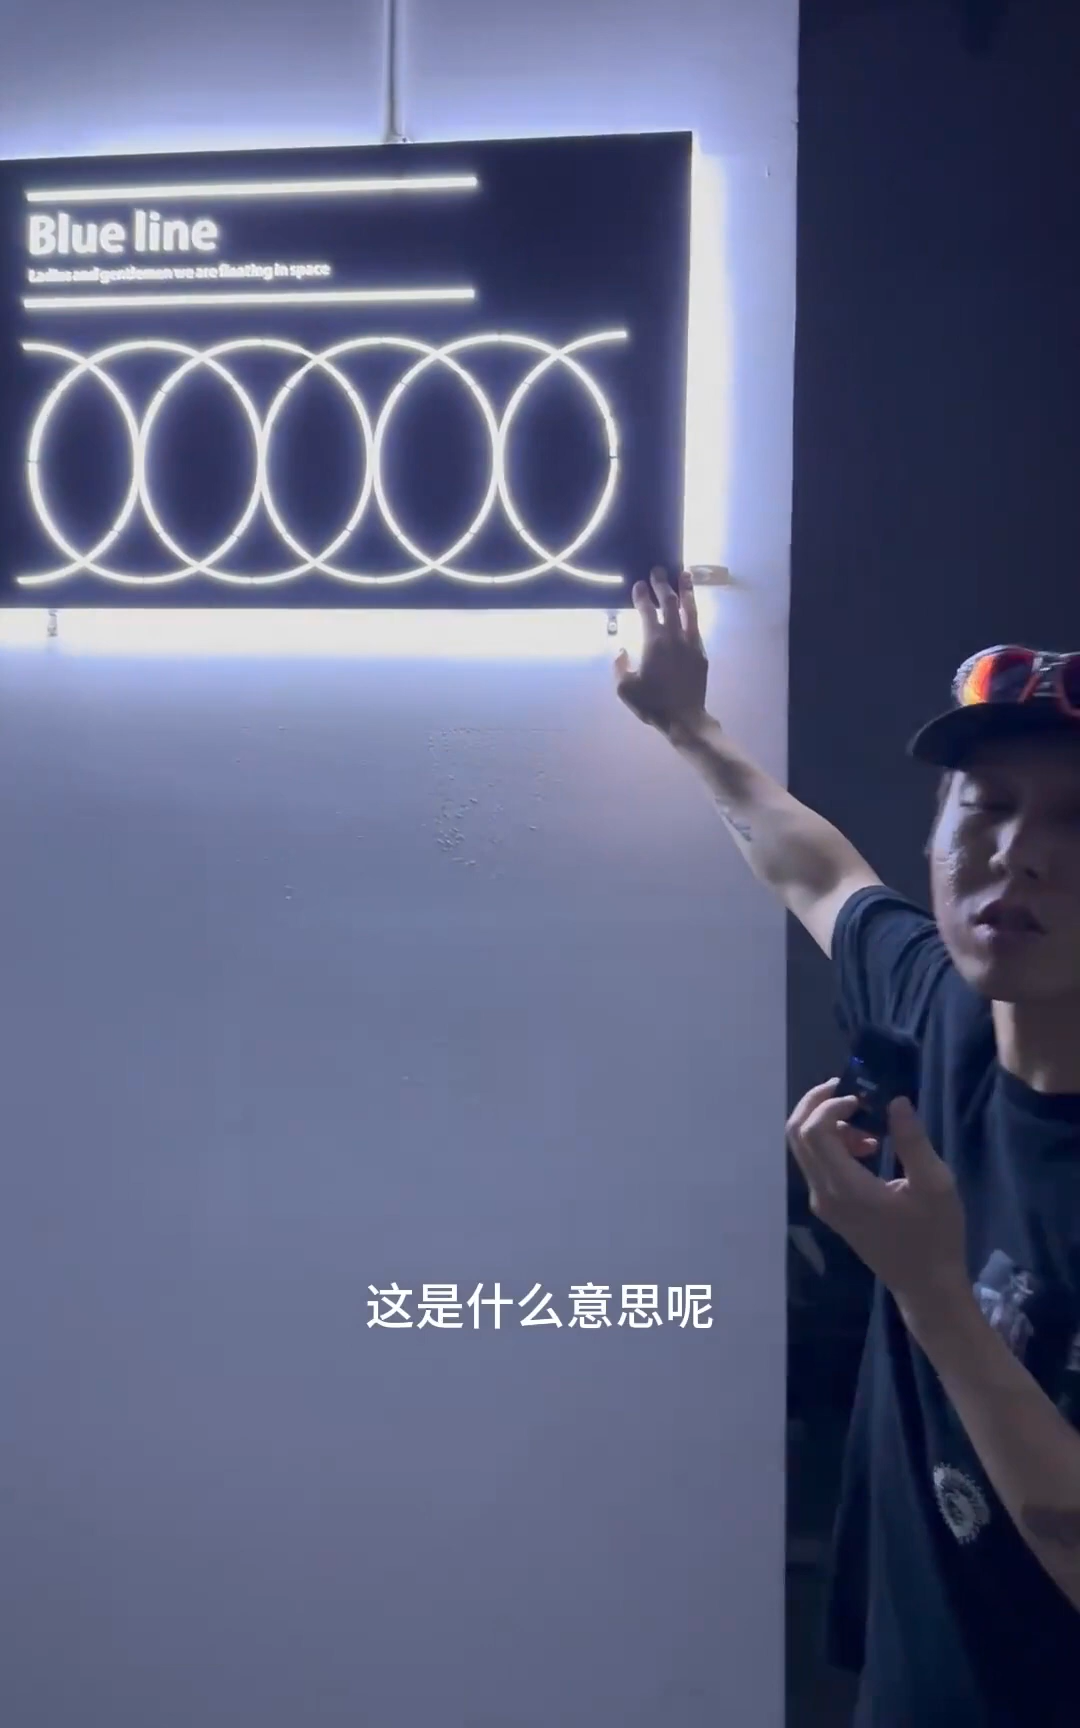 Blue line
Ladies and gentlemen we are floating in space
这是什么意思呢